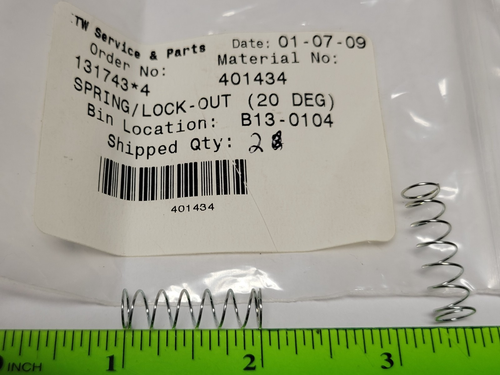 TW Service & Parts
Date: 01-07-09
Order No:
Material No:
131743*4
401434
SPRING/LOCK-OUT (20 DEG)
Bin Location: B13-0104
Shipped Qty: 2
401434
INCH 1 2 3